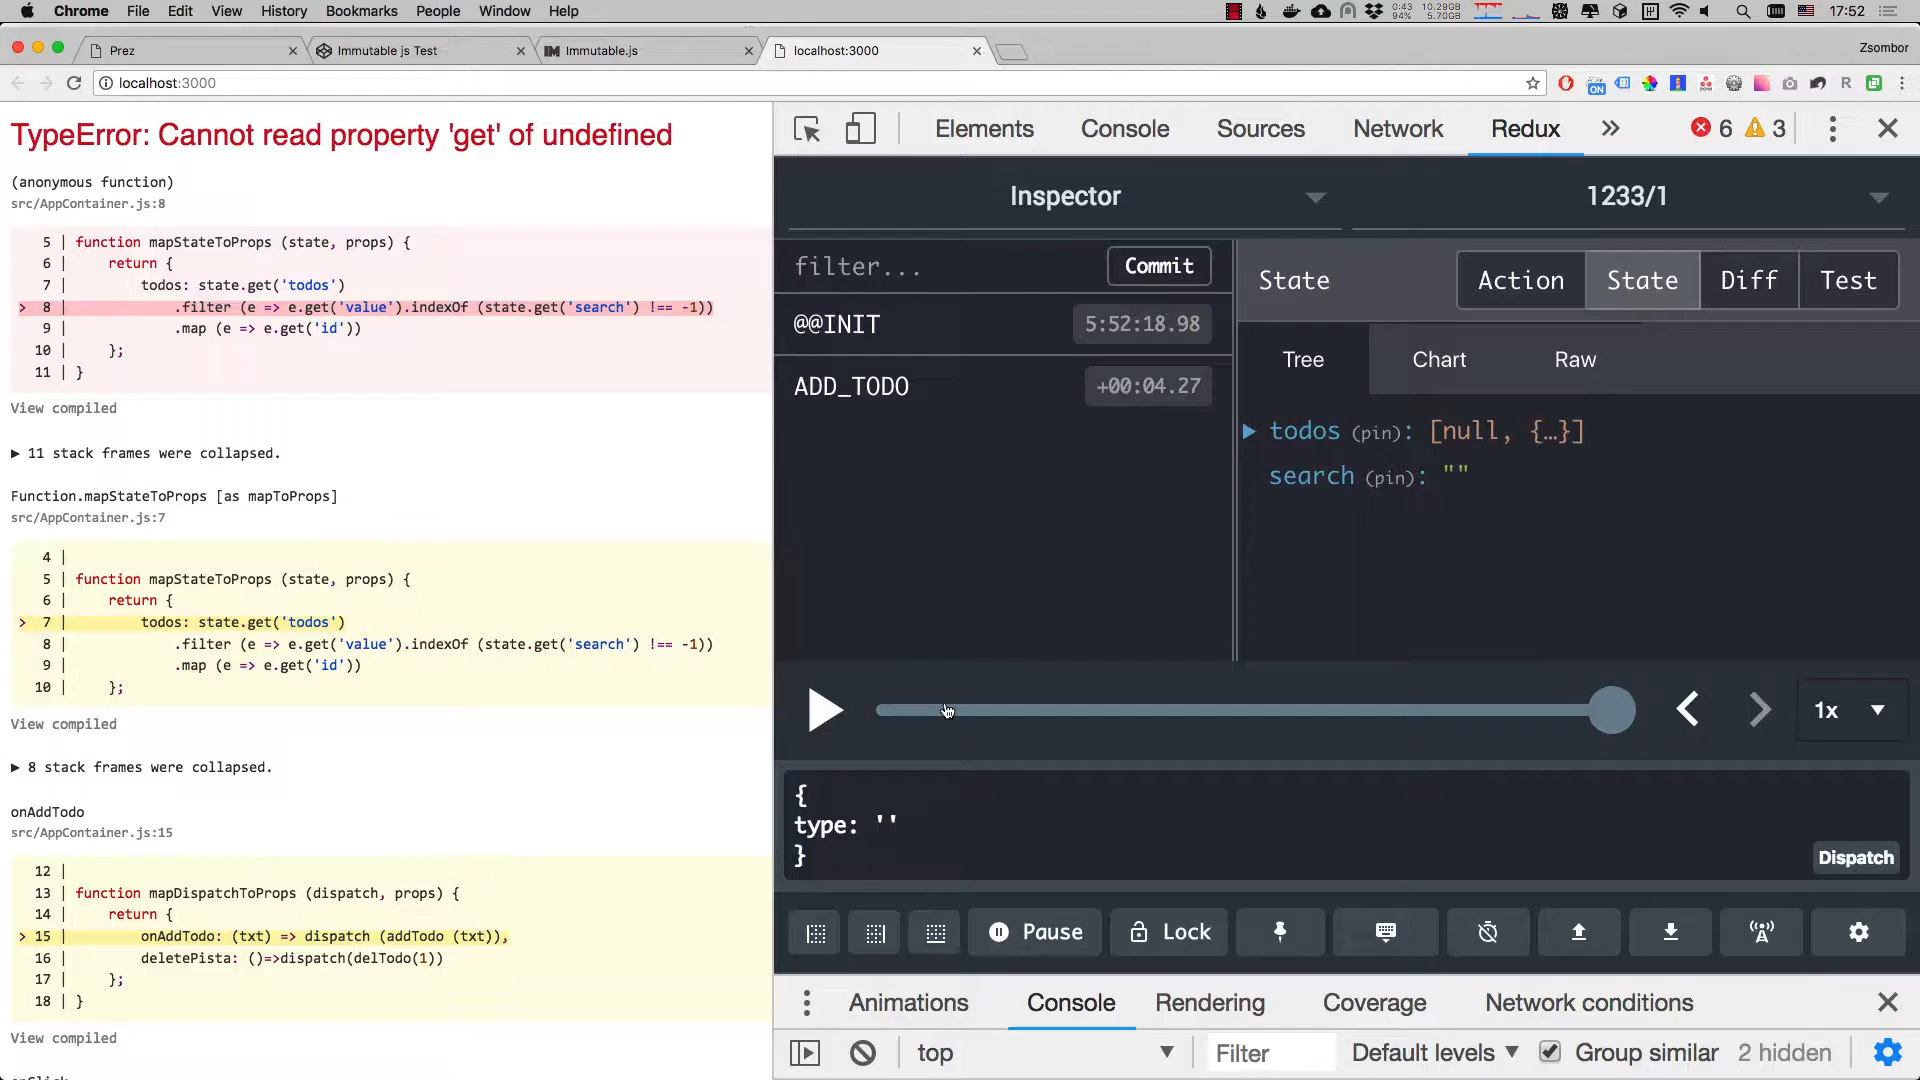 Chrome File Edit View History Bookmarks People Window Help
0:43 94% 10.29GB 5.70GB 17:52
Prez
Immutable js Test
Immutable.js
localhost:3000
Zsombor
localhost:3000
ON
TypeError: Cannot read property 'get' of undefined
(anonymous function)
src/AppContainer.js:8
5 | function mapStateToProps (state, props) {
6 | return {
7 | todos: state.get('todos')
> 8 | .filter (e => e.get('value').indexOf (state.get('search') !== -1))
9 | .map (e => e.get('id'))
10 | };
11 | }
View compiled
▶ 11 stack frames were collapsed.
Function.mapStateToProps [as mapToProps]
src/AppContainer.js:7
4 |
5 | function mapStateToProps (state, props) {
6 | return {
> 7 | todos: state.get('todos')
8 | .filter (e => e.get('value').indexOf (state.get('search') !== -1))
9 | .map (e => e.get('id'))
10 | };
View compiled
▶ 8 stack frames were collapsed.
onAddTodo
src/AppContainer.js:15
12 |
13 | function mapDispatchToProps (dispatch, props) {
14 | return {
> 15 | onAddTodo: (txt) => dispatch (addTodo (txt)),
16 | deletePista: ()=>dispatch(delTodo(1))
17 | };
18 | }
View compiled
Elements Console Sources Network Redux » 6 3
Inspector
1233/1
filter... Commit
@@INIT 5:52:18.98
ADD_TODO +00:04.27
State Action State Diff Test
Tree Chart Raw
todos (pin): [null, {…}]
search (pin): ""
1x
{
type: ''
}
Dispatch
Pause Lock
Animations Console Rendering Coverage Network conditions
top Filter Default levels Group similar 2 hidden